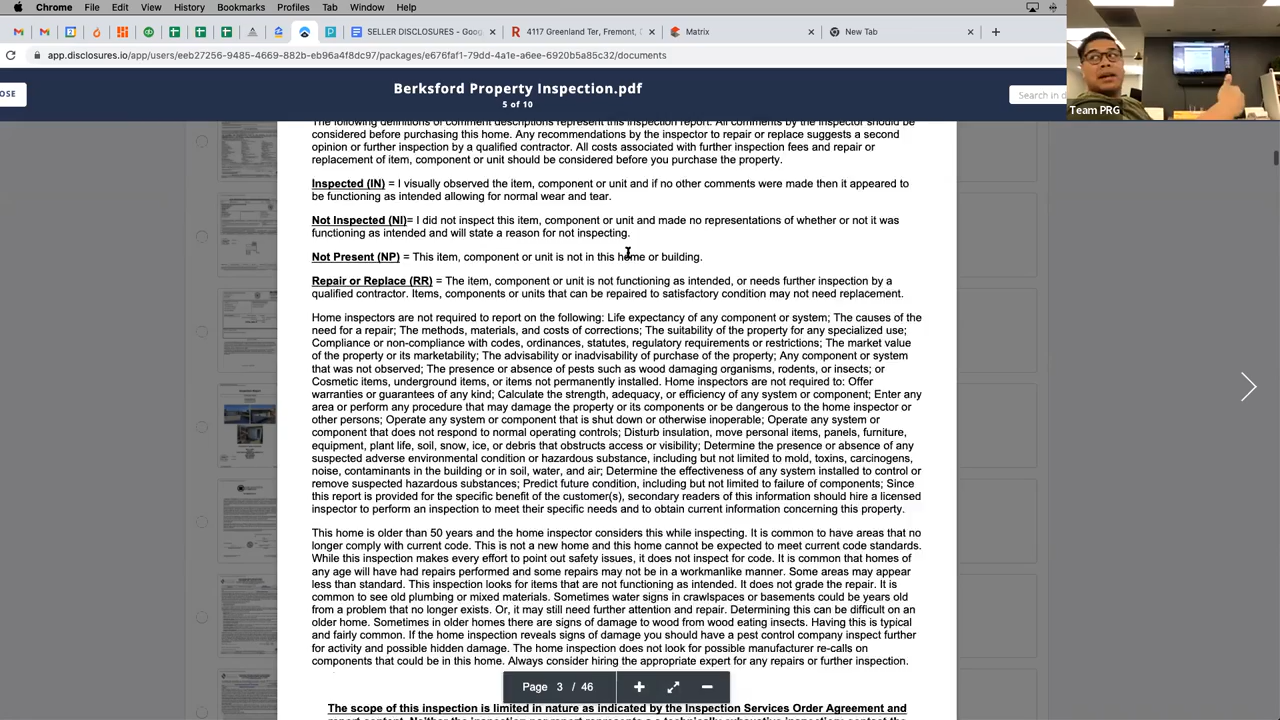 Chrome File Edit View History Bookmarks Profiles Tab Window Help
SELLER DISCLOSURES - Goog
4117 Greenland Ter, Fremont, C
Matrix
New Tab
app.disclosures.io/app/users/eeb27256-9485-4669-882b-eb96a4f8dc97/listings/e676faf1-79dd-4a1e-a6ee-6920b5a85c32/documents
OSE
Berksford Property Inspection.pdf
5 of 10
Search in d
Team PRG
considered before purchasing this home. Any recommendations by the inspector to repair or replace suggests a second
opinion or further inspection by a qualified contractor. All costs associated with further inspection fees and repair or
replacement of item, component or unit should be considered before you purchase the property.
Inspected (IN) = I visually observed the item, component or unit and if no other comments were made then it appeared to
be functioning as intended allowing for normal wear and tear.
Not Inspected (NI)= I did not inspect this item, component or unit and made no representations of whether or not it was
functioning as intended and will state a reason for not inspecting.
Not Present (NP) = This item, component or unit is not in this home or building.
Repair or Replace (RR) = The item, component or unit is not functioning as intended, or needs further inspection by a
qualified contractor. Items, components or units that can be repaired to satisfactory condition may not need replacement.
Home inspectors are not required to report on the following: Life expectancy of any component or system; The causes of the
need for a repair; The methods, materials, and costs of corrections; The suitability of the property for any specialized use;
Compliance or non-compliance with codes, ordinances, statutes, regulatory requirements or restrictions; The market value
of the property or its marketability; The advisability or inadvisability of purchase of the property; Any component or system
that was not observed; The presence or absence of pests such as wood damaging organisms, rodents, or insects; or
Cosmetic items, underground items, or items not permanently installed. Home inspectors are not required to: Offer
warranties or guarantees of any kind; Calculate the strength, adequacy, or efficiency of any system or component; Enter any
area or perform any procedure that may damage the property or its components or be dangerous to the home inspector or
other persons; Operate any system or component that is shut down or otherwise inoperable; Operate any system or
component that does not respond to normal operating controls; Disturb insulation, move personal items, panels, furniture,
equipment, plant life, soil, snow, ice, or debris that obstructs access or visibility; Determine the presence or absence of any
suspected adverse environmental condition or hazardous substance, including but not limited to mold, toxins, carcinogens,
noise, contaminants in the building or in soil, water, and air; Determine the effectiveness of any system installed to control or
remove suspected hazardous substances; Predict future condition, including but not limited to failure of components; Since
this report is provided for the specific benefit of the customer(s), secondary readers of this information should hire a licensed
inspector to perform an inspection to meet their specific needs and to obtain current information concerning this property.
This home is older than 50 years and the home inspector considers this while inspecting. It is common to have areas that no
longer comply with current code. This is not a new home and this home cannot be expected to meet current code standards.
While this inspection makes every effort to point out safety issues, it does not inspect for code. It is common that homes of
any age will have had repairs performed and some repairs may not be in a workmanlike manner. Some areas may appear
less than standard. This inspection looks for items that are not functioning as intended. It does not grade the repair. It is
common to see old plumbing or mixed materials. Sometimes water signs in crawlspaces or basements could be years old
from a problem that no longer exists. Or, it may still need further attention and repair. Determining this can be difficult on an
older home. Sometimes in older homes there are signs of damage to wood from wood eating insects. Having this is typical
and fairly common. If the home inspection reveals signs of damage you should have a pest control company inspect further
for activity and possible hidden damage. The home inspection does not look for possible manufacturer re-calls on
components that could be in this home. Always consider hiring the appropriate expert for any repairs or further inspection.
Page 3 / 46
The scope of this inspection is limited in nature as indicated by the Inspection Services Order Agreement and